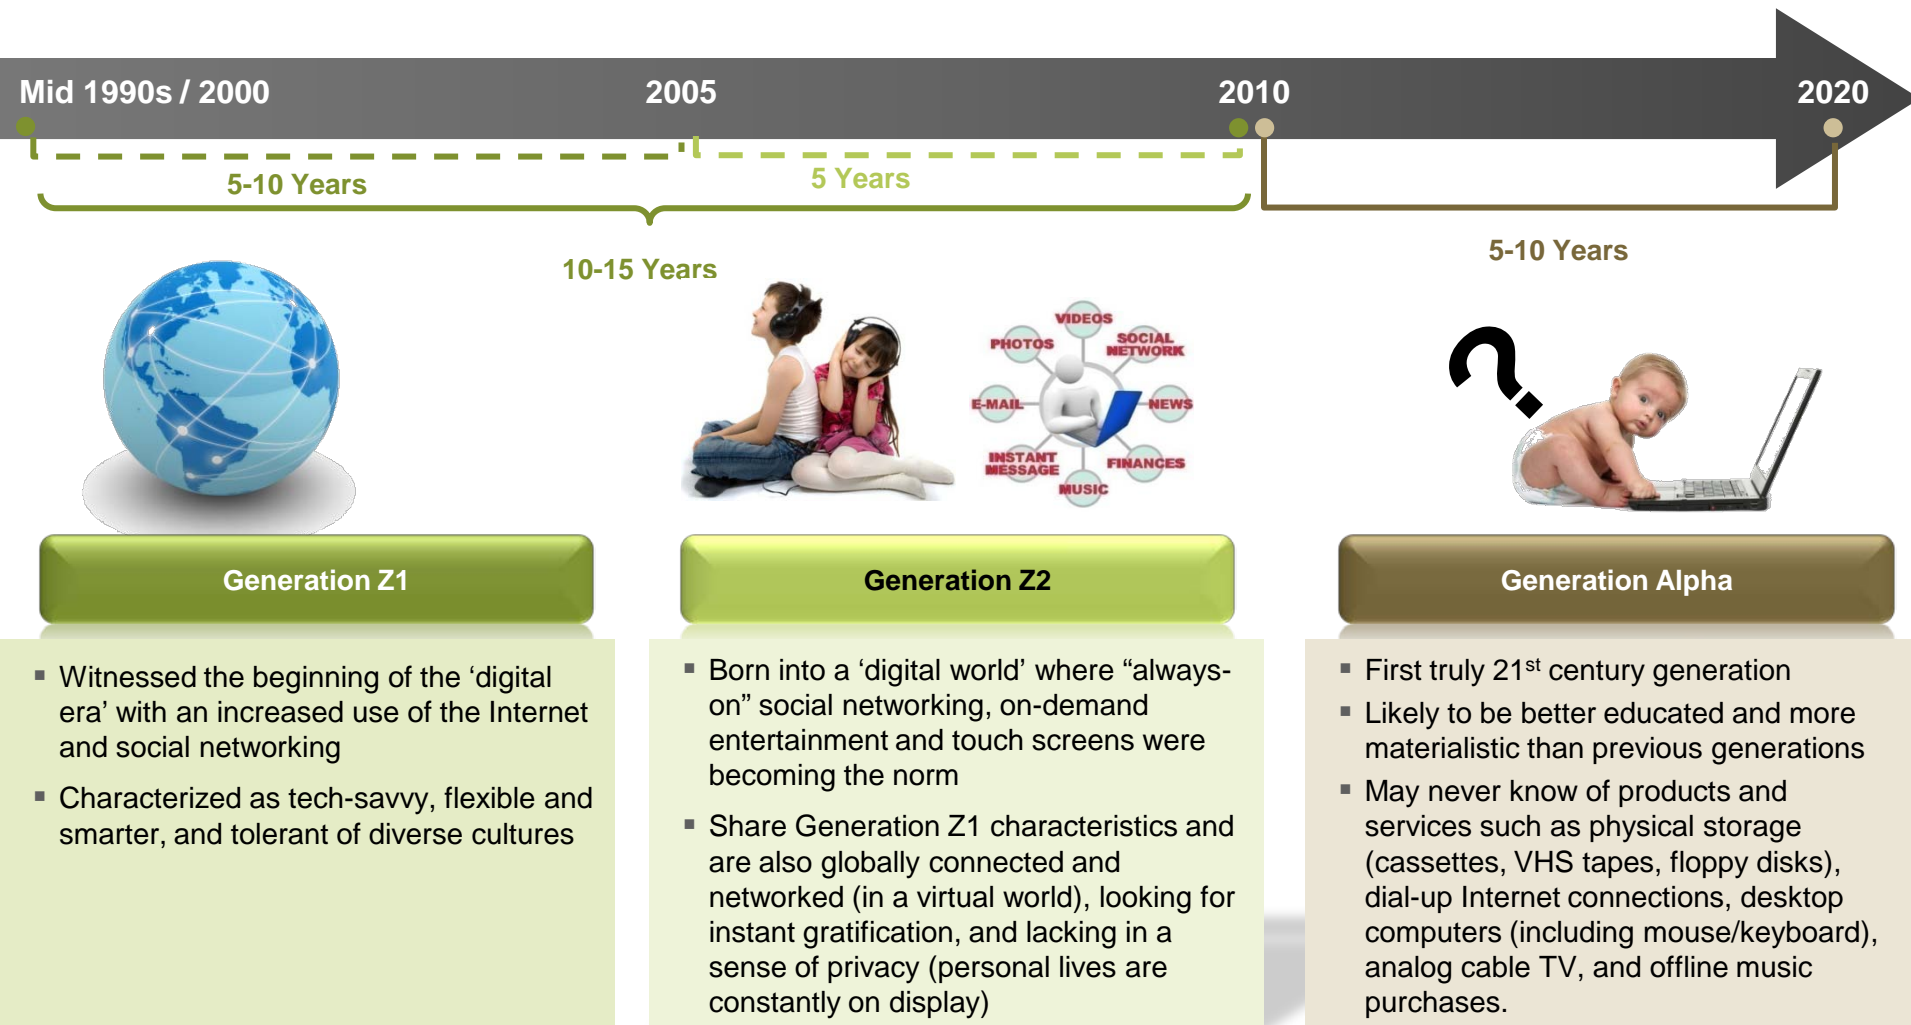 Mid 1990s / 2000
2005
2010
2020
5-10 Years
5 Years
10-15 Years
5-10 Years
VIDEOS
PHOTOS
SOCIAL
NETWORK
E-MAIL
NEWS
INSTANT
MESSAGE
FINANCES
MUSIC
?
Generation Z1
▪ Witnessed the beginning of the ‘digital
era’ with an increased use of the Internet
and social networking
▪ Characterized as tech-savvy, flexible and
smarter, and tolerant of diverse cultures
Generation Z2
▪ Born into a ‘digital world’ where “always-
on” social networking, on-demand
entertainment and touch screens were
becoming the norm
▪ Share Generation Z1 characteristics and
are also globally connected and
networked (in a virtual world), looking for
instant gratification, and lacking in a
sense of privacy (personal lives are
constantly on display)
Generation Alpha
▪ First truly 21st century generation
▪ Likely to be better educated and more
materialistic than previous generations
▪ May never know of products and
services such as physical storage
(cassettes, VHS tapes, floppy disks),
dial-up Internet connections, desktop
computers (including mouse/keyboard),
analog cable TV, and offline music
purchases.